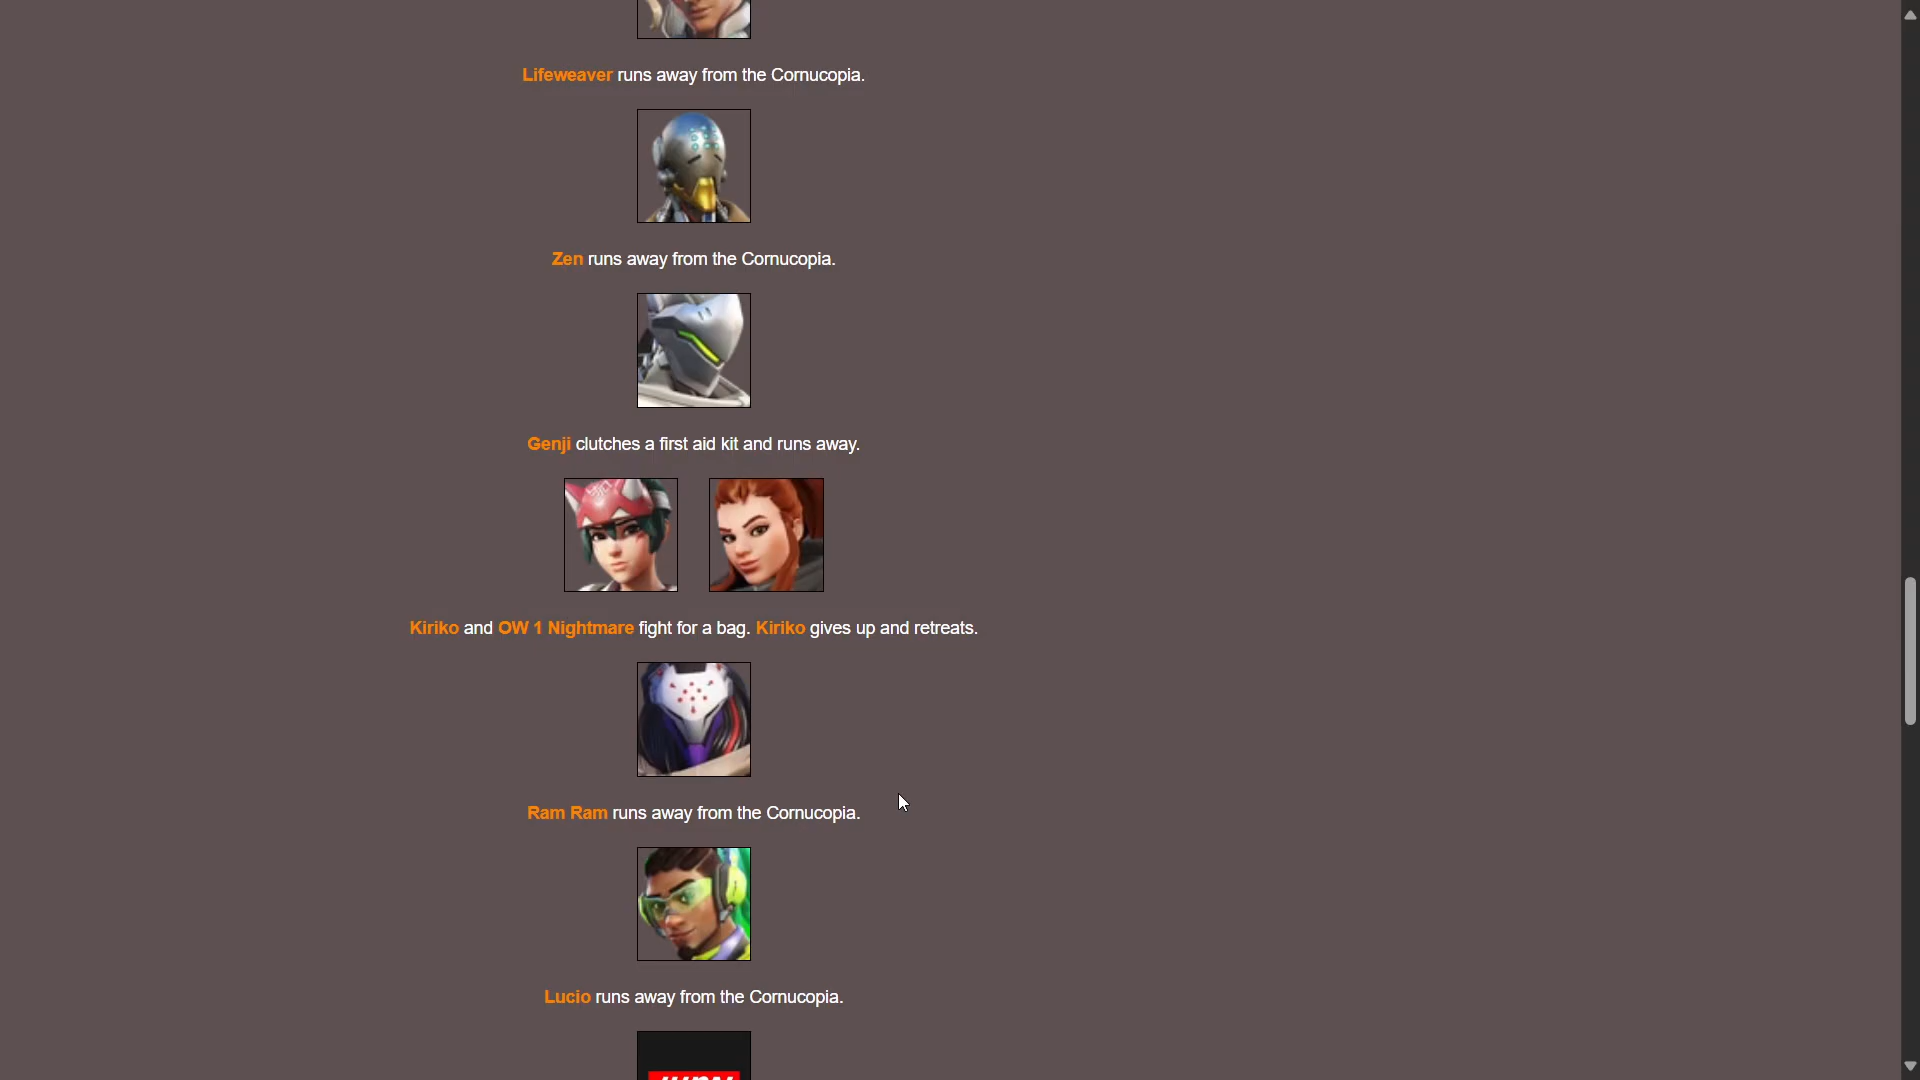 Lifeweaver runs away from the Cornucopia.
Zen runs away from the Cornucopia.
Genji clutches a first aid kit and runs away.
Kiriko and OW 1 Nightmare fight for a bag. Kiriko gives up and retreats.
Ram Ram runs away from the Cornucopia.
Lucio runs away from the Cornucopia.